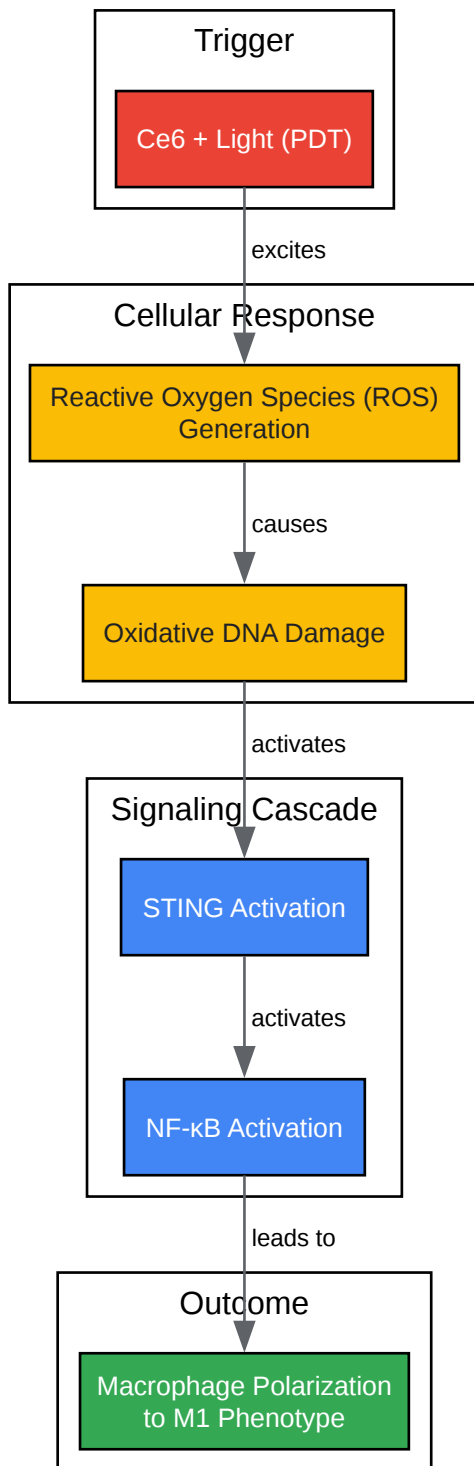 Trigger
Ce6 + Light (PDT)
excites
Cellular Response
Reactive Oxygen Species (ROS)
Generation
causes
Oxidative DNA Damage
activates
Signaling Cascade
STING Activation
activates
NF-κB Activation
leads to
Outcome
Macrophage Polarization
to M1 Phenotype